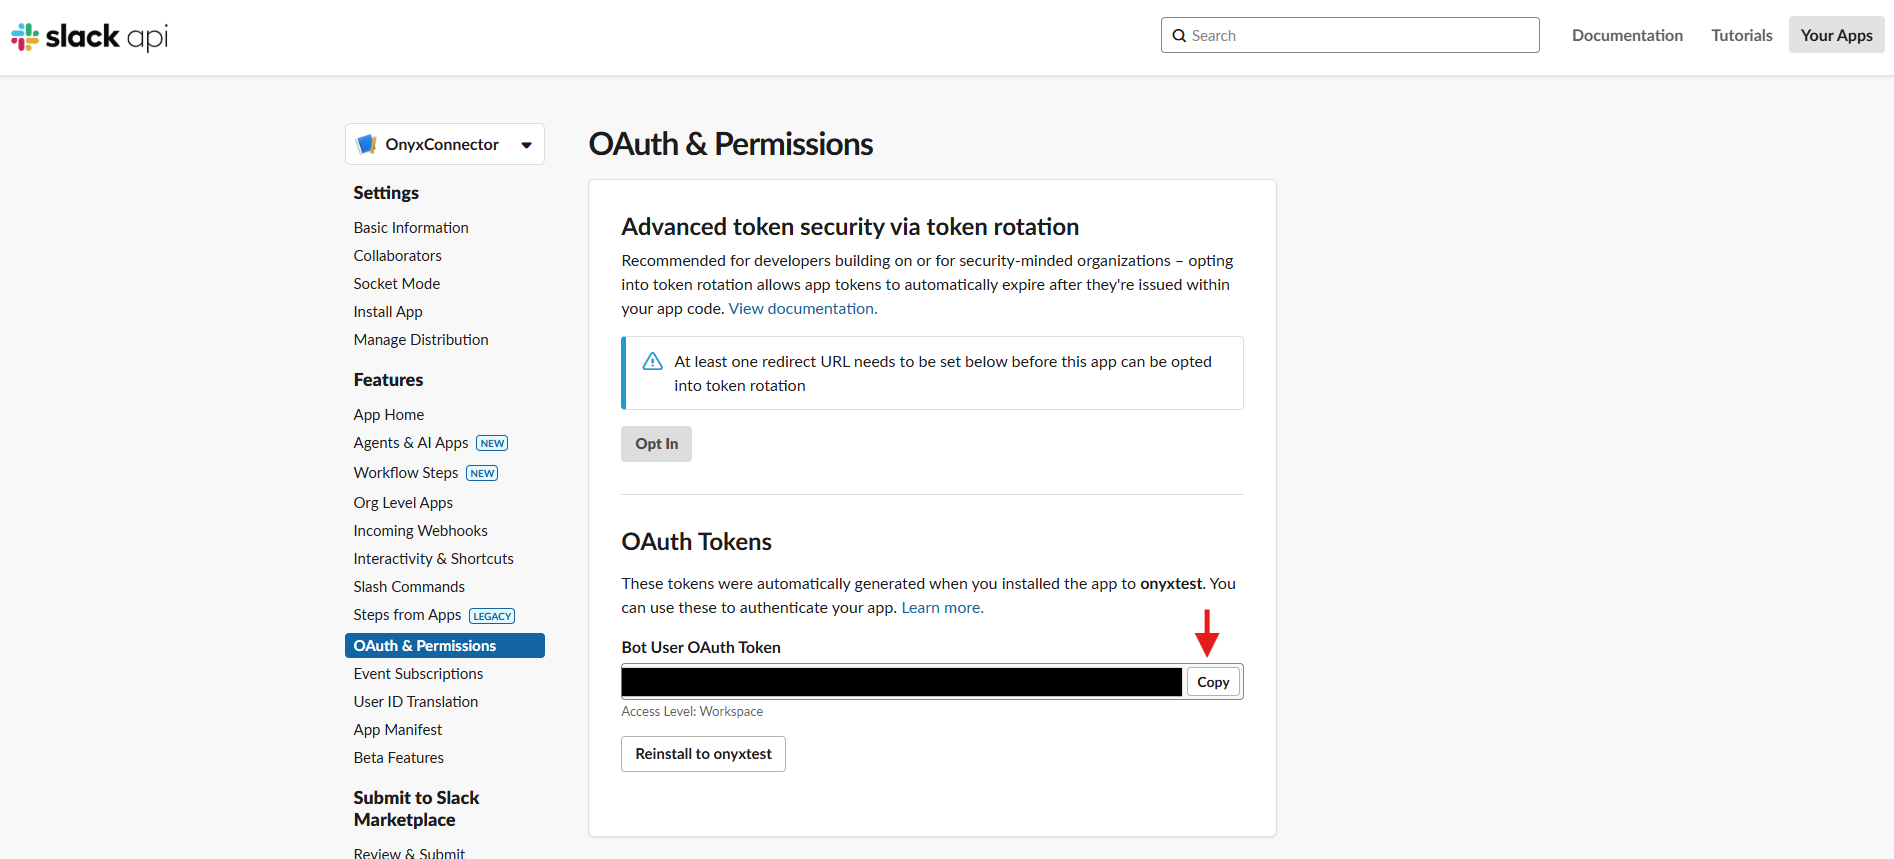 slack api
Search
Documentation
Tutorials
Your Apps
OnyxConnector
Settings
Basic Information
Collaborators
Socket Mode
Install App
Manage Distribution
Features
App Home
Agents & AI Apps NEW
Workflow Steps NEW
Org Level Apps
Incoming Webhooks
Interactivity & Shortcuts
Slash Commands
Steps from Apps LEGACY
OAuth & Permissions
Event Subscriptions
User ID Translation
App Manifest
Beta Features
Submit to Slack
Marketplace
Review & Submit
OAuth & Permissions
Advanced token security via token rotation
Recommended for developers building on or for security-minded organizations – opting
into token rotation allows app tokens to automatically expire after they're issued within
your app code. View documentation.
At least one redirect URL needs to be set below before this app can be opted
into token rotation
Opt In
OAuth Tokens
These tokens were automatically generated when you installed the app to onyxtest. You
can use these to authenticate your app. Learn more.
Bot User OAuth Token
Copy
Access Level: Workspace
Reinstall to onyxtest